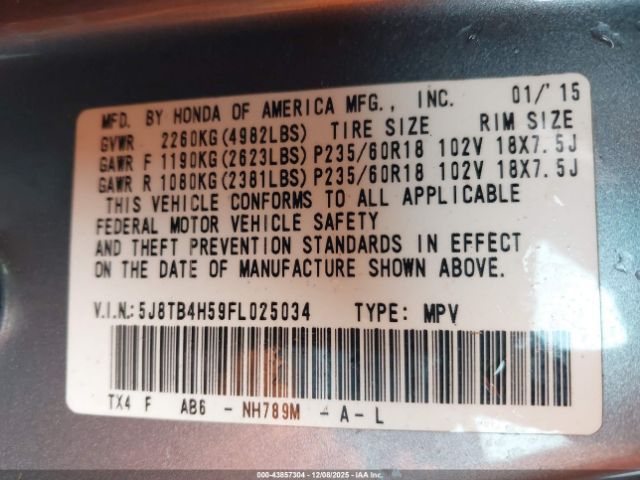 MFD. BY HONDA OF AMERICA MFG., INC. 01/'15
GVWR 2260KG(4982LBS) TIRE SIZE RIM SIZE
GAWR F 1190KG(2623LBS) P235/60R18 102V 18X7.5J
GAWR R 1080KG(2381LBS) P235/60R18 102V 18X7.5J
THIS VEHICLE CONFORMS TO ALL APPLICABLE
FEDERAL MOTOR VEHICLE SAFETY
AND THEFT PREVENTION STANDARDS IN EFFECT
ON THE DATE OF MANUFACTURE SHOWN ABOVE.
V.I.N.:5J8TB4H59FL025034 TYPE: MPV
TX4 F AB6 - NH789M - A - L
000-43857304 | 12/08/2025 - IAA Corp.